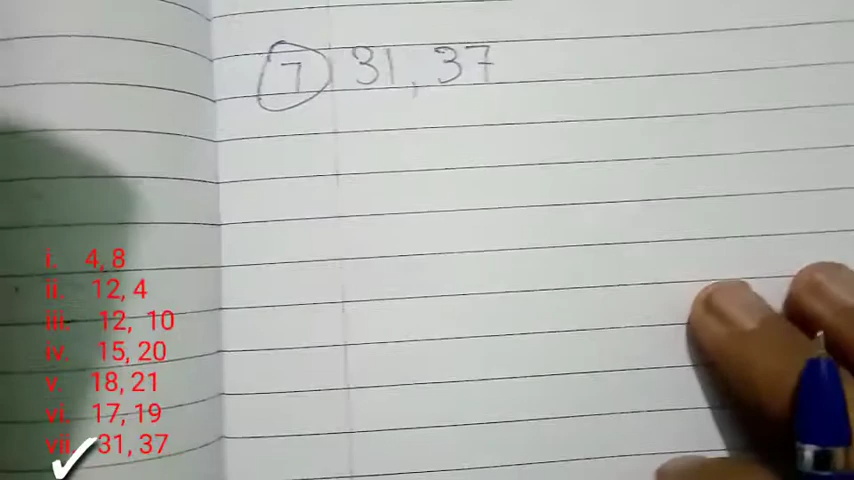 7 31, 37
i. 4, 8
ii. 12, 4
iii. 12, 10
iv. 15, 20
v. 18, 21
vi. 17, 19
vii. 31, 37